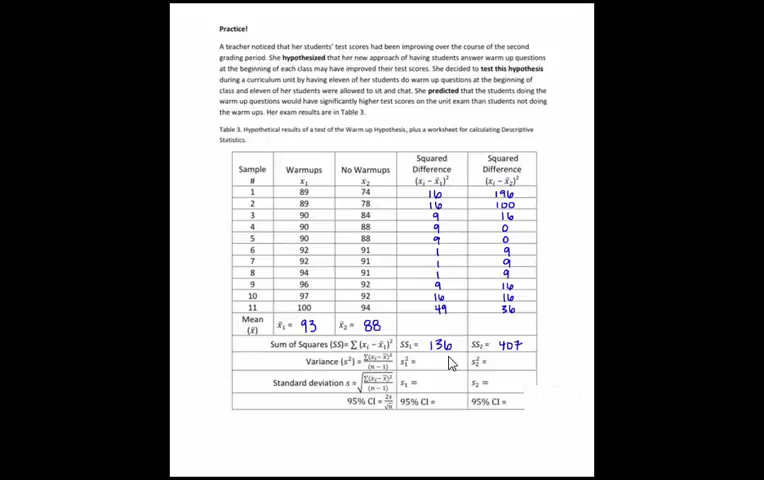 Practice!
A teacher noticed that her students' test scores had been improving over the course of the second
grading period. She hypothesized that her new approach of having students answer warm up questions
at the beginning of each class may have improved their test scores. She decided to test this hypothesis
during a curriculum unit by having eleven of her students do warm up questions at the beginning of
class and eleven of her students were allowed to sit and chat. She predicted that the students doing the
warm up questions would have significantly higher test scores on the unit exam than students not doing
the warm ups. Her exam results are in Table 3.
Table 3. Hypothetical results of a test of the Warm up Hypothesis, plus a worksheet for calculating Descriptive
Statistics.
Sample # Warmups x₁ No Warmups x₂ Squared Difference (xᵢ − x̄₁)² Squared Difference (xᵢ − x̄₂)²
1 89 74 16 196
2 89 78 16 100
3 90 84 9 16
4 90 88 9 0
5 90 88 9 0
6 92 91 1 9
7 92 91 1 9
8 94 91 1 9
9 96 92 9 16
10 97 92 16 16
11 100 94 49 36
Mean (x̄) x̄₁ = 93 x̄₂ = 88
Sum of Squares (SS)= ∑(xᵢ − x̄₁)² SS₁ = 136 SS₂ = 407
Variance (s²) = ∑(xᵢ−x̄)²/(n−1) s₁² = s₂² =
Standard deviation s = √(∑(xᵢ−x̄)²/(n−1)) s₁ = s₂ =
95% CI = 2s/√n 95% CI = 95% CI =